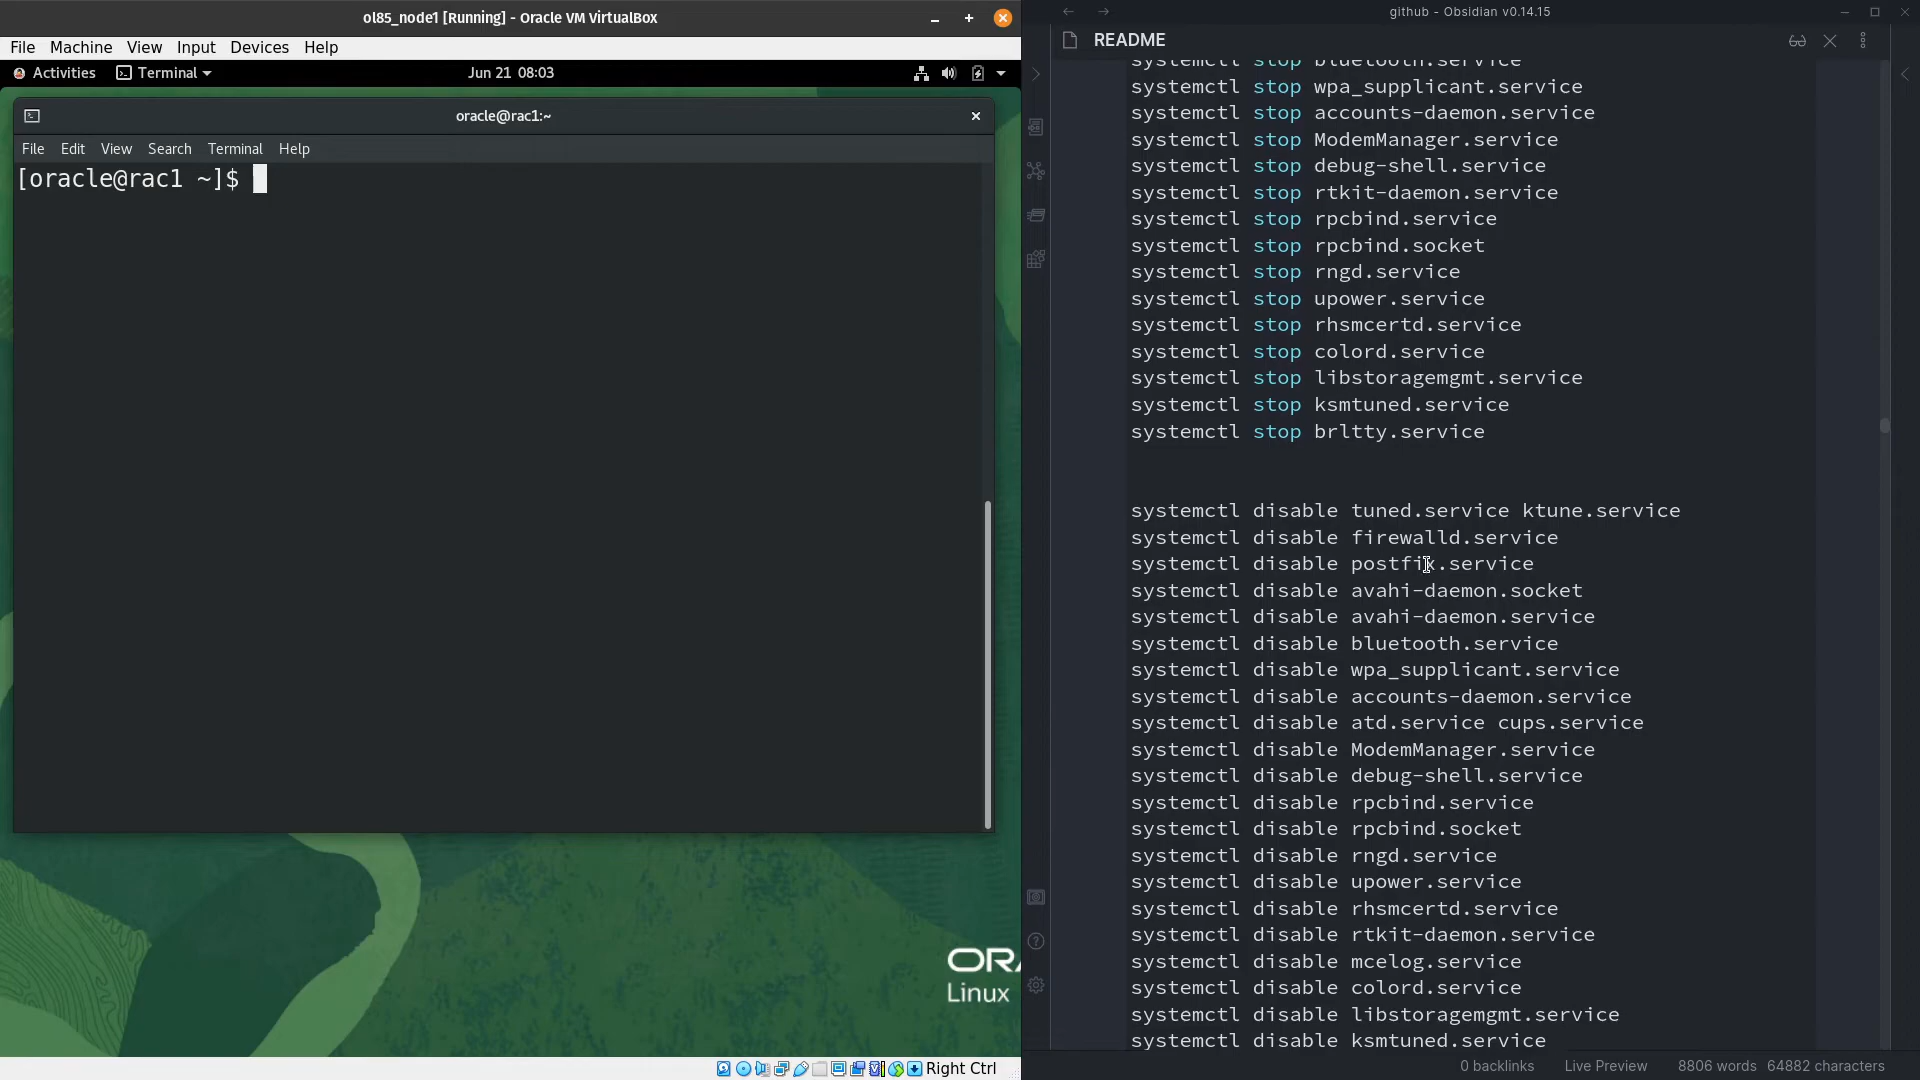 ol85_node1 [Running] - Oracle VM VirtualBox
File Machine View Input Devices Help
Activities Terminal Jun 21 08:03
oracle@rac1:~
File Edit View Search Terminal Help
[oracle@rac1 ~]$
ORA
Linux
Right Ctrl
github - Obsidian v0.14.15
README
systemctl stop bluetooth.service
systemctl stop wpa_supplicant.service
systemctl stop accounts-daemon.service
systemctl stop ModemManager.service
systemctl stop debug-shell.service
systemctl stop rtkit-daemon.service
systemctl stop rpcbind.service
systemctl stop rpcbind.socket
systemctl stop rngd.service
systemctl stop upower.service
systemctl stop rhsmcertd.service
systemctl stop colord.service
systemctl stop libstoragemgmt.service
systemctl stop ksmtuned.service
systemctl stop brltty.service
systemctl disable tuned.service ktune.service
systemctl disable firewalld.service
systemctl disable postfix.service
systemctl disable avahi-daemon.socket
systemctl disable avahi-daemon.service
systemctl disable bluetooth.service
systemctl disable wpa_supplicant.service
systemctl disable accounts-daemon.service
systemctl disable atd.service cups.service
systemctl disable ModemManager.service
systemctl disable debug-shell.service
systemctl disable rpcbind.service
systemctl disable rpcbind.socket
systemctl disable rngd.service
systemctl disable upower.service
systemctl disable rhsmcertd.service
systemctl disable rtkit-daemon.service
systemctl disable mcelog.service
systemctl disable colord.service
systemctl disable libstoragemgmt.service
systemctl disable ksmtuned.service
0 backlinks Live Preview 8806 words 64882 characters